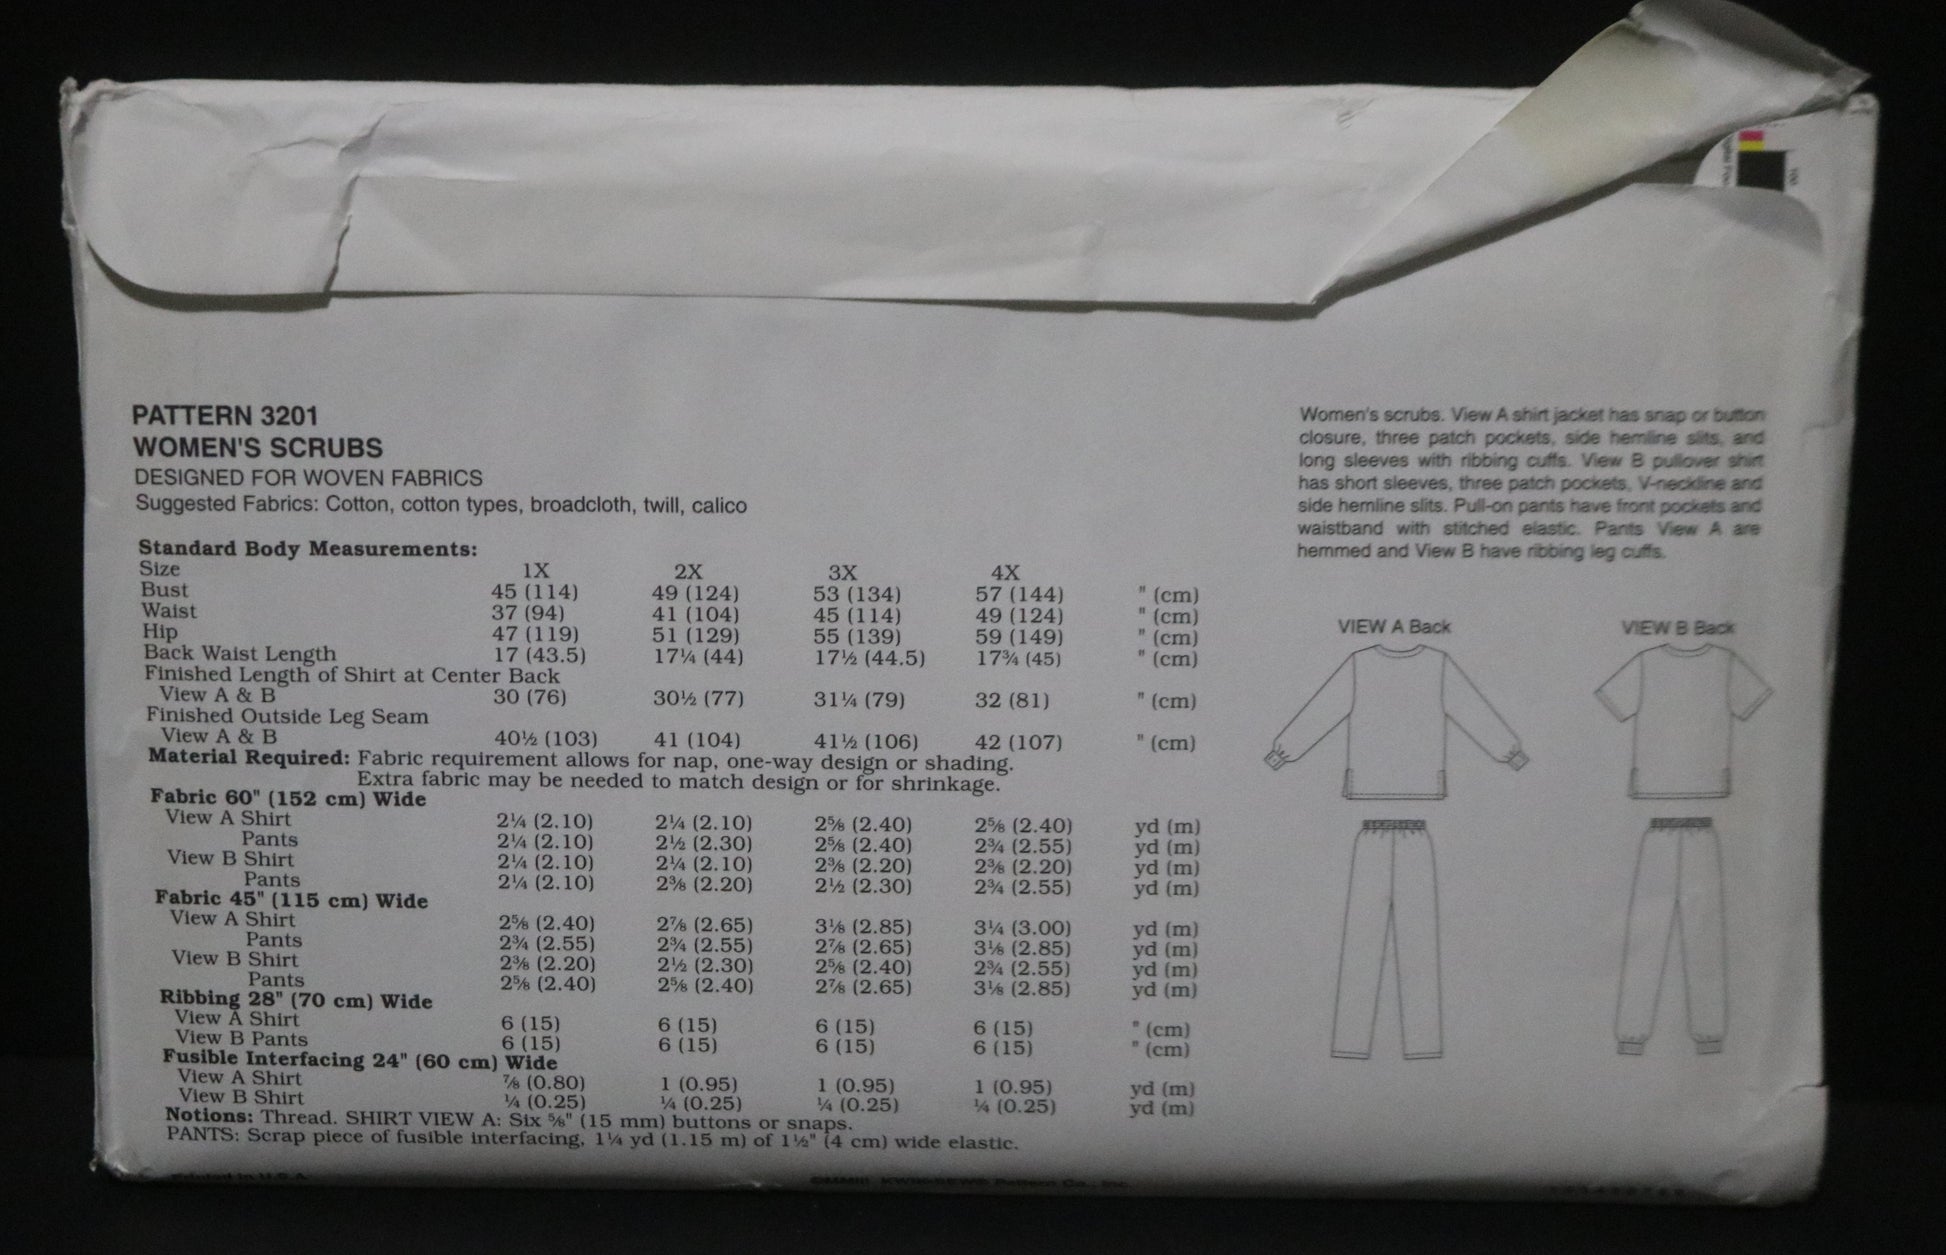 PATTERN 3201
WOMEN'S SCRUBS
DESIGNED FOR WOVEN FABRICS
Suggested Fabrics: Cotton, cotton types, broadcloth, twill, calico
Standard Body Measurements:
Size 1X 2X 3X 4X
Bust 45 (114) 49 (124) 53 (134) 57 (144) " (cm)
Waist 37 (94) 41 (104) 45 (114) 49 (124) " (cm)
Hip 47 (119) 51 (129) 55 (139) 59 (149) " (cm)
Back Waist Length 17 (43.5) 17¼ (44) 17½ (44.5) 17¾ (45) " (cm)
Finished Length of Shirt at Center Back
View A & B 30 (76) 30½ (77) 31¼ (79) 32 (81) " (cm)
Finished Outside Leg Seam
View A & B 40½ (103) 41 (104) 41½ (106) 42 (107) " (cm)
Material Required: Fabric requirement allows for nap, one-way design or shading.
Extra fabric may be needed to match design or for shrinkage.
Fabric 60" (152 cm) Wide
View A Shirt 2¼ (2.10) 2¼ (2.10) 2⅝ (2.40) 2⅝ (2.40) yd (m)
Pants 2¼ (2.10) 2½ (2.30) 2⅝ (2.40) 2¾ (2.55) yd (m)
View B Shirt 2¼ (2.10) 2¼ (2.10) 2⅜ (2.20) 2⅜ (2.20) yd (m)
Pants 2¼ (2.10) 2⅜ (2.20) 2½ (2.30) 2¾ (2.55) yd (m)
Fabric 45" (115 cm) Wide
View A Shirt 2⅝ (2.40) 2⅞ (2.65) 3⅛ (2.85) 3¼ (3.00) yd (m)
Pants 2¾ (2.55) 2¾ (2.55) 2⅞ (2.65) 3⅛ (2.85) yd (m)
View B Shirt 2⅜ (2.20) 2½ (2.30) 2⅝ (2.40) 2¾ (2.55) yd (m)
Pants 2⅝ (2.40) 2⅝ (2.40) 2⅞ (2.65) 3⅛ (2.85) yd (m)
Ribbing 28" (70 cm) Wide
View A Shirt 6 (15) 6 (15) 6 (15) 6 (15) " (cm)
View B Pants 6 (15) 6 (15) 6 (15) 6 (15) " (cm)
Fusible Interfacing 24" (60 cm) Wide
View A Shirt ⅞ (0.80) 1 (0.95) 1 (0.95) 1 (0.95) yd (m)
View B Shirt ¼ (0.25) ¼ (0.25) ¼ (0.25) ¼ (0.25) yd (m)
Notions: Thread. SHIRT VIEW A: Six ⅝" (15 mm) buttons or snaps.
PANTS: Scrap piece of fusible interfacing, 1¼ yd (1.15 m) of 1½" (4 cm) wide elastic.
Printed in U.S.A.
Women's scrubs. View A shirt jacket has snap or button
closure, three patch pockets, side hemline slits, and
long sleeves with ribbing cuffs. View B pullover shirt
has short sleeves, three patch pockets, V-neckline and
side hemline slits. Pull-on pants have front pockets and
waistband with stitched elastic. Pants View A are
hemmed and View B have ribbing leg cuffs.
VIEW A Back
VIEW B Back